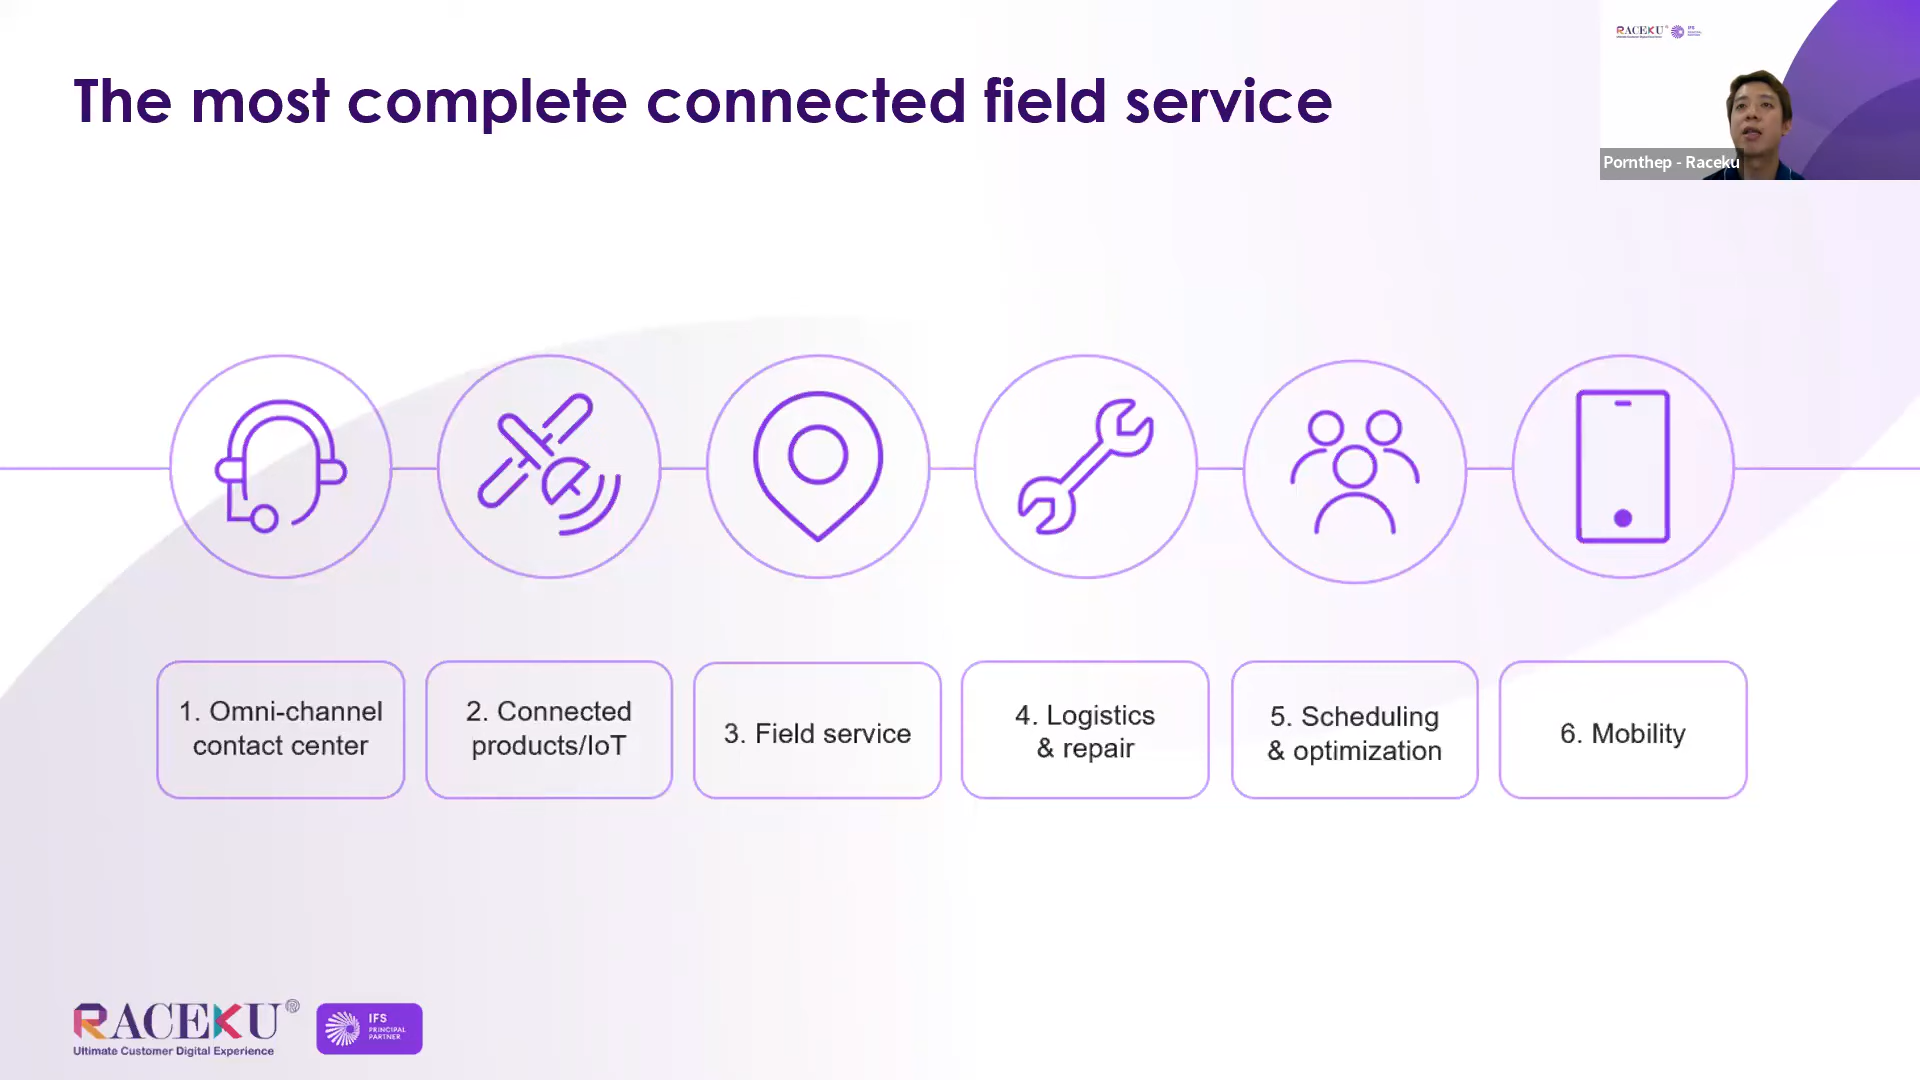 The most complete connected field service
RACEKU
Pornthep - Raceku
1. Omni-channel
contact center
2. Connected
products/IoT
3. Field service
4. Logistics
& repair
5. Scheduling
& optimization
6. Mobility
RACEKU
Ultimate Customer Digital Experience
IFS
PRINCIPAL
PARTNER